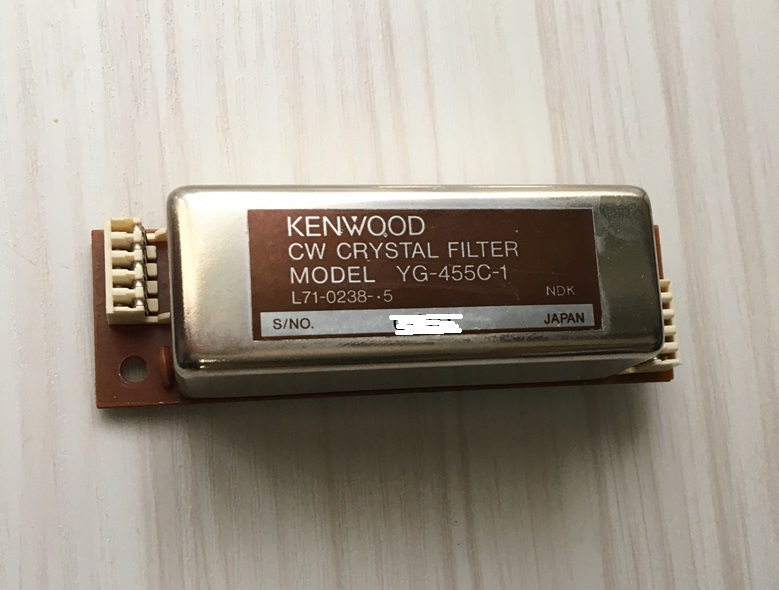 KENWOOD
CW CRYSTAL FILTER
MODEL YG-455C-1
L71-0238-·5
NDK
S/NO. JAPAN